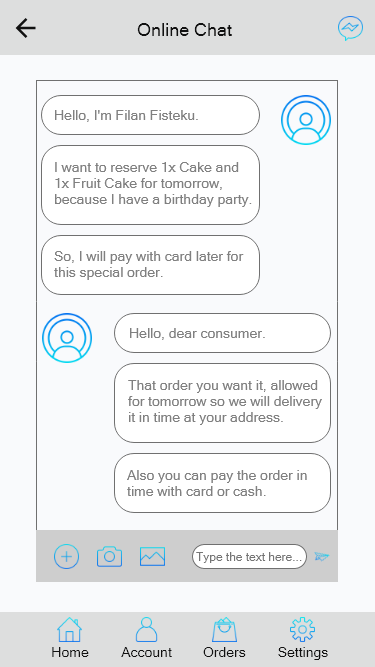 Online Chat
Hello, I'm Filan Fisteku.
I want to reserve 1x Cake and
1x Fruit Cake for tomorrow,
because I have a birthday party.
So, I will pay with card later for
this special order.
Hello, dear consumer.
That order you want it, allowed
for tomorrow so we will delivery
it in time at your address.
Also you can pay the order in
time with card or cash.
Type the text here...
Home Account Orders Settings